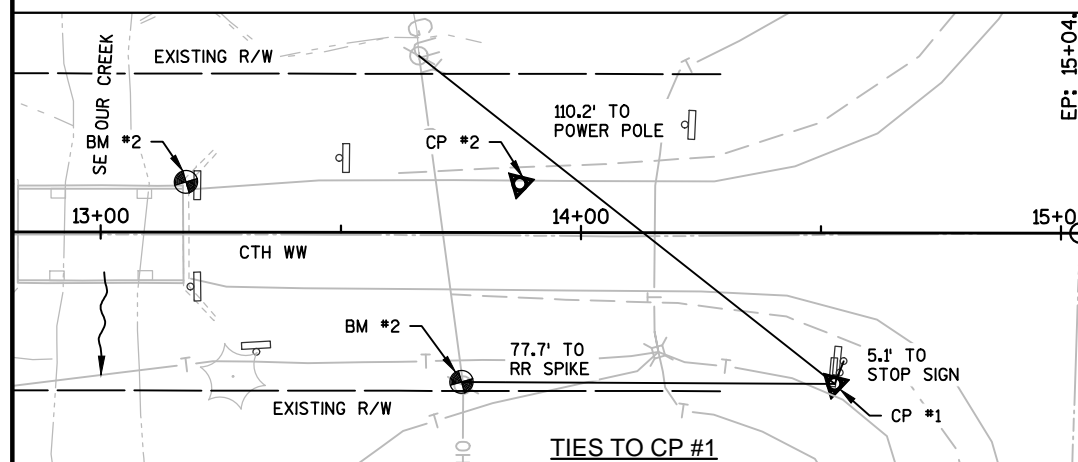 EXISTING R/W
SE OUR CREEK
BM #2
GUY
110.2' TO
POWER POLE
T
CP #2
EP: 15+04.
13+00
14+00
15+0
CTH WW
T
BM #2
77.7' TO
RR SPIKE
5.1' TO
STOP SIGN
T
T
T
T
EXISTING R/W
CP #1
T
T
OH
TIES TO CP #1